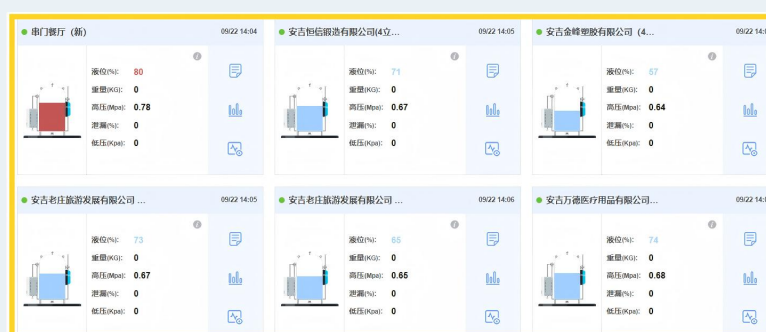 串门餐厅（新） 09/22 14:04
液位(%): 80
重量(KG): 0
高压(Mpa): 0.78
泄漏(%): 0
低压(Kpa): 0
安吉恒信锻造有限公司(4立... 09/22 14:05
液位(%): 71
重量(KG): 0
高压(Mpa): 0.67
泄漏(%): 0
低压(Kpa): 0
安吉金峰塑胶有限公司（4... 09/22 14:0
液位(%): 57
重量(KG): 0
高压(Mpa): 0.64
泄漏(%): 0
低压(Kpa): 0
安吉老庄旅游发展有限公司 ... 09/22 14:05
液位(%): 73
重量(KG): 0
高压(Mpa): 0.67
泄漏(%): 0
低压(Kpa): 0
安吉老庄旅游发展有限公司 ... 09/22 14:06
液位(%): 65
重量(KG): 0
高压(Mpa): 0.65
泄漏(%): 0
低压(Kpa): 0
安吉万德医疗用品有限公司... 09/22 14:0
液位(%): 74
重量(KG): 0
高压(Mpa): 0.68
泄漏(%): 0
低压(Kpa): 0